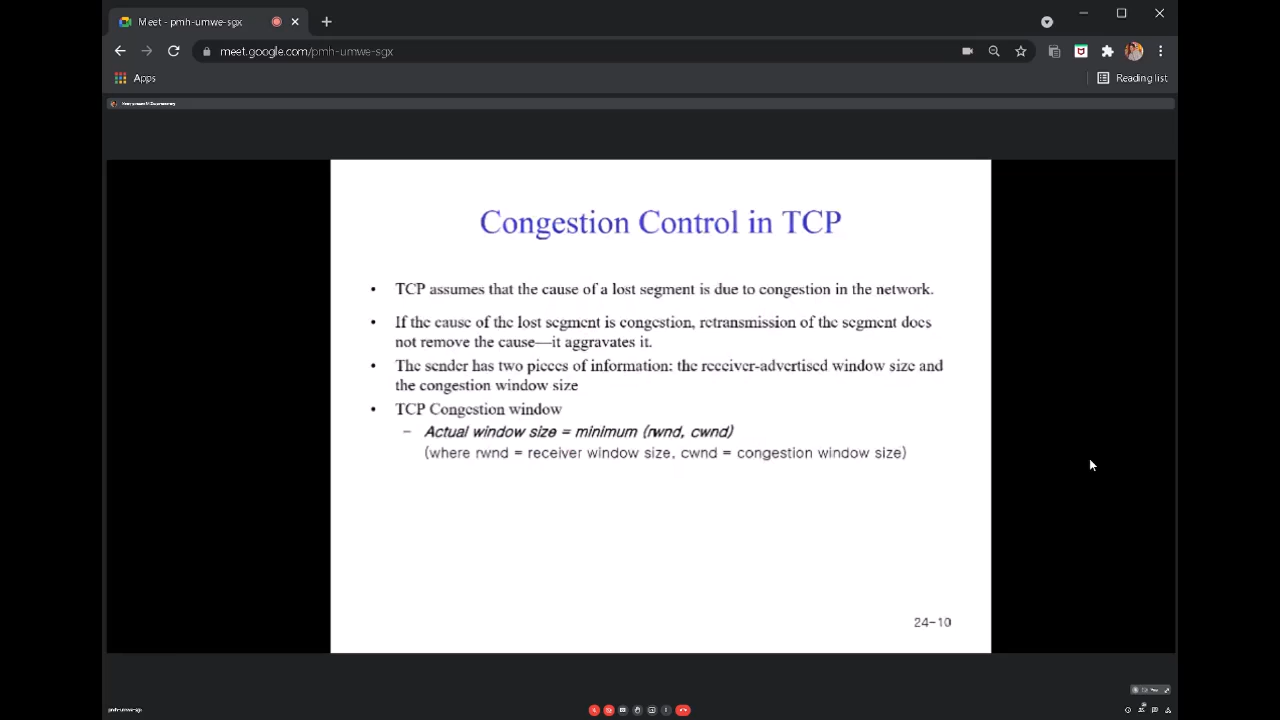 Meet - pmh-umwe-sgx
meet.google.com/pmh-umwe-sgx
Apps
Reading list
Congestion Control in TCP
• TCP assumes that the cause of a lost segment is due to congestion in the network.
• If the cause of the lost segment is congestion, retransmission of the segment does
not remove the cause—it aggravates it.
• The sender has two pieces of information: the receiver-advertised window size and
the congestion window size
• TCP Congestion window
– Actual window size = minimum (rwnd, cwnd)
(where rwnd = receiver window size, cwnd = congestion window size)
24-10
pmh-umwe-sgx